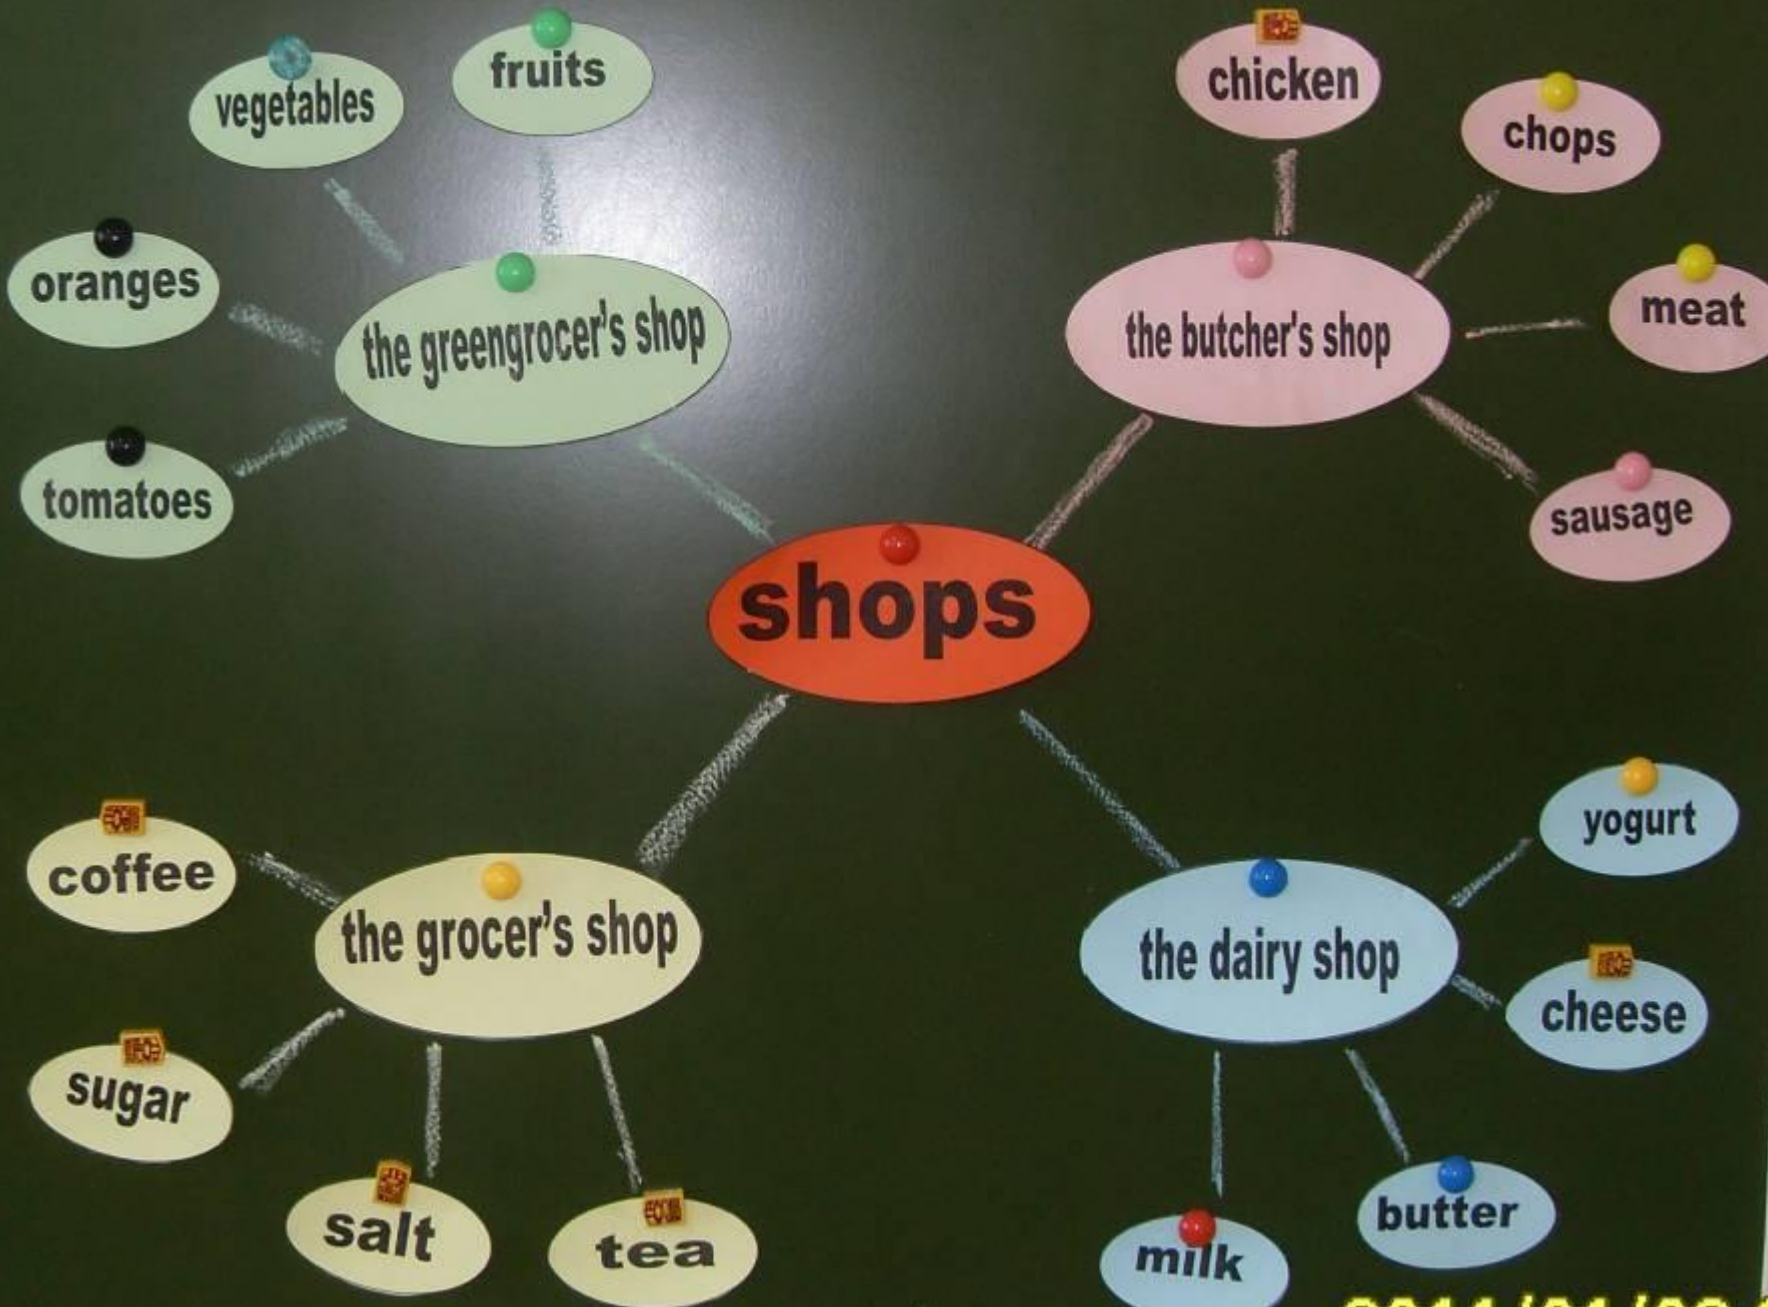 vegetables
fruits
oranges
the greengrocer's shop
tomatoes
chicken
chops
the butcher's shop
meat
sausage
shops
coffee
the grocer's shop
sugar
salt
tea
yogurt
the dairy shop
cheese
butter
milk